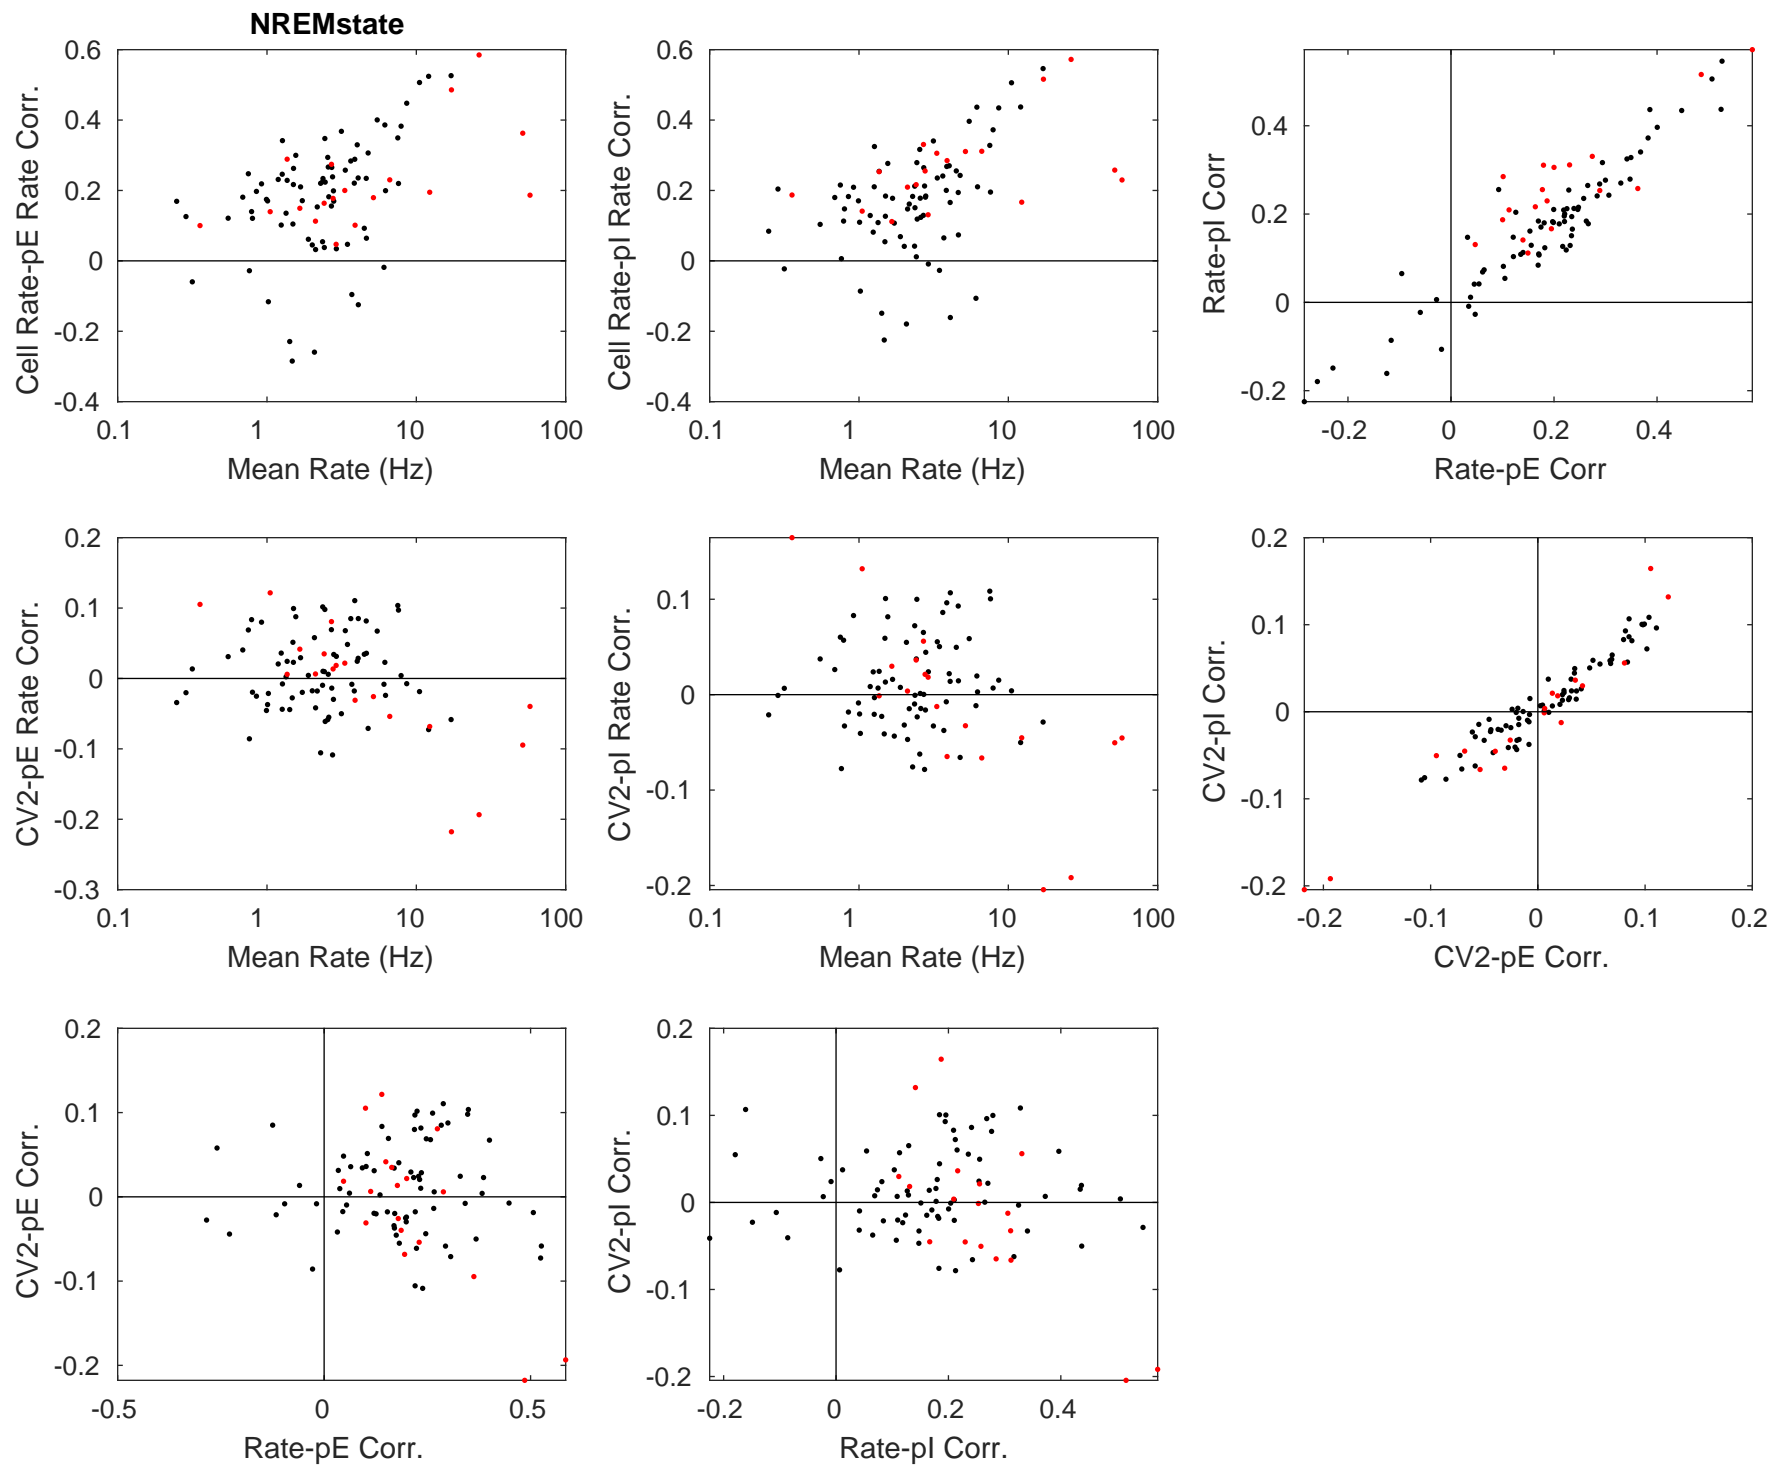 NREMstate
Cell Rate-pE Rate Corr.
0.6
0.4
0.2
0
-0.2
-0.4
0.1 1 10 100
Mean Rate (Hz)
Cell Rate-pI Rate Corr.
0.6
0.4
0.2
0
-0.2
-0.4
0.1 1 10 100
Mean Rate (Hz)
Rate-pI Corr
0.4
0.2
0
-0.2
-0.2 0 0.2 0.4
Rate-pE Corr
CV2-pE Rate Corr.
0.2
0.1
0
-0.1
-0.2
-0.3
0.1 1 10 100
Mean Rate (Hz)
CV2-pI Rate Corr.
0.1
0
-0.1
-0.2
0.1 1 10 100
Mean Rate (Hz)
CV2-pI Corr.
0.2
0.1
0
-0.1
-0.2
-0.2 -0.1 0 0.1 0.2
CV2-pE Corr.
CV2-pE Corr.
0.2
0.1
0
-0.1
-0.2
-0.5 0 0.5
Rate-pE Corr.
CV2-pI Corr.
0.2
0.1
0
-0.1
-0.2
-0.2 0 0.2 0.4
Rate-pI Corr.